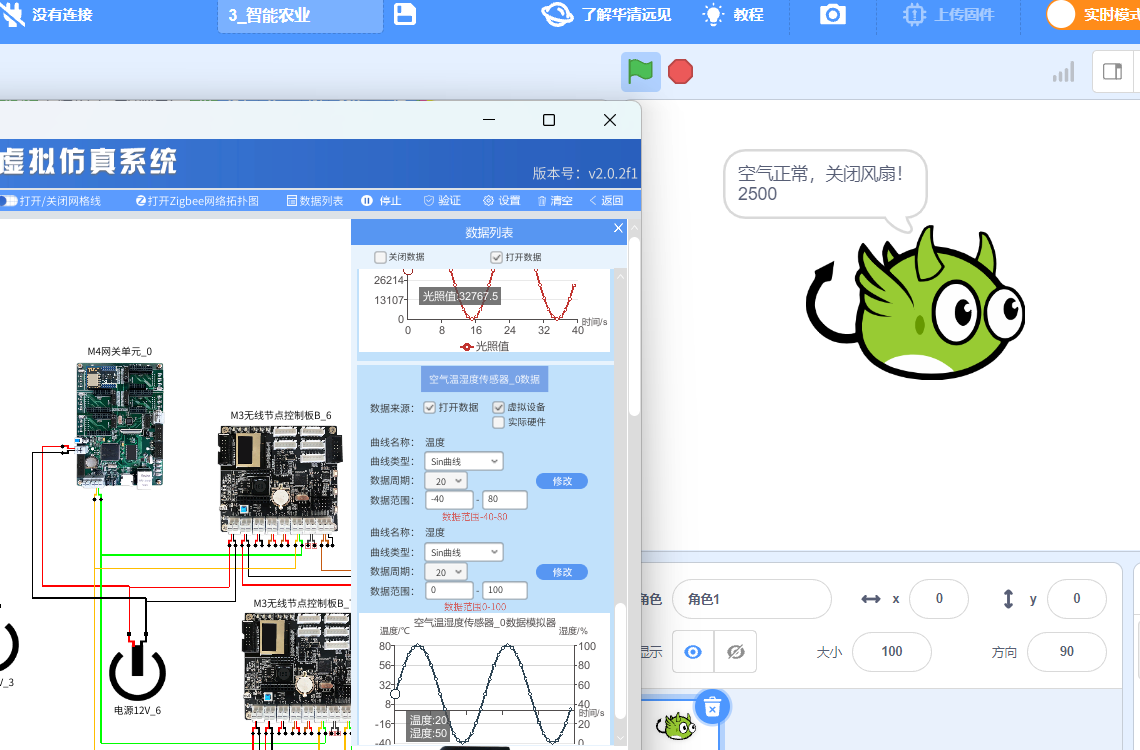 没有连接
3_智能农业
了解华清远见
教程
上传固件
实时模式
虚拟仿真系统
版本号：v2.0.2f1
打开/关闭网格线
打开Zigbee网络拓扑图
数据列表
停止
验证
设置
清空
返回
数据列表
关闭数据
打开数据
26214
13107
0
光照值:32767.5
0 8 16 24 32 40
时间/s
光照值
空气温湿度传感器_0数据
数据来源：
打开数据
虚拟设备
实际硬件
曲线名称：
温度
曲线类型：
Sin曲线
数据周期：
20
修改
数据范围：
-40 - 80
数据范围-40-80
曲线名称：
湿度
曲线类型：
Sin曲线
数据周期：
20
修改
数据范围：
0 - 100
数据范围0-100
空气温湿度传感器_0数据模拟器
温度/℃
湿度/%
80
56
32
8
-16
-40
100
80
60
40
20
0
时间/s
温度:20
湿度:50
M4网关单元_0
M3无线节点控制板B_6
M3无线节点控制板B_
电源12V_6
V_3
空气正常，关闭风扇！
2500
角色
角色1
x
0
y
0
显示
大小
100
方向
90